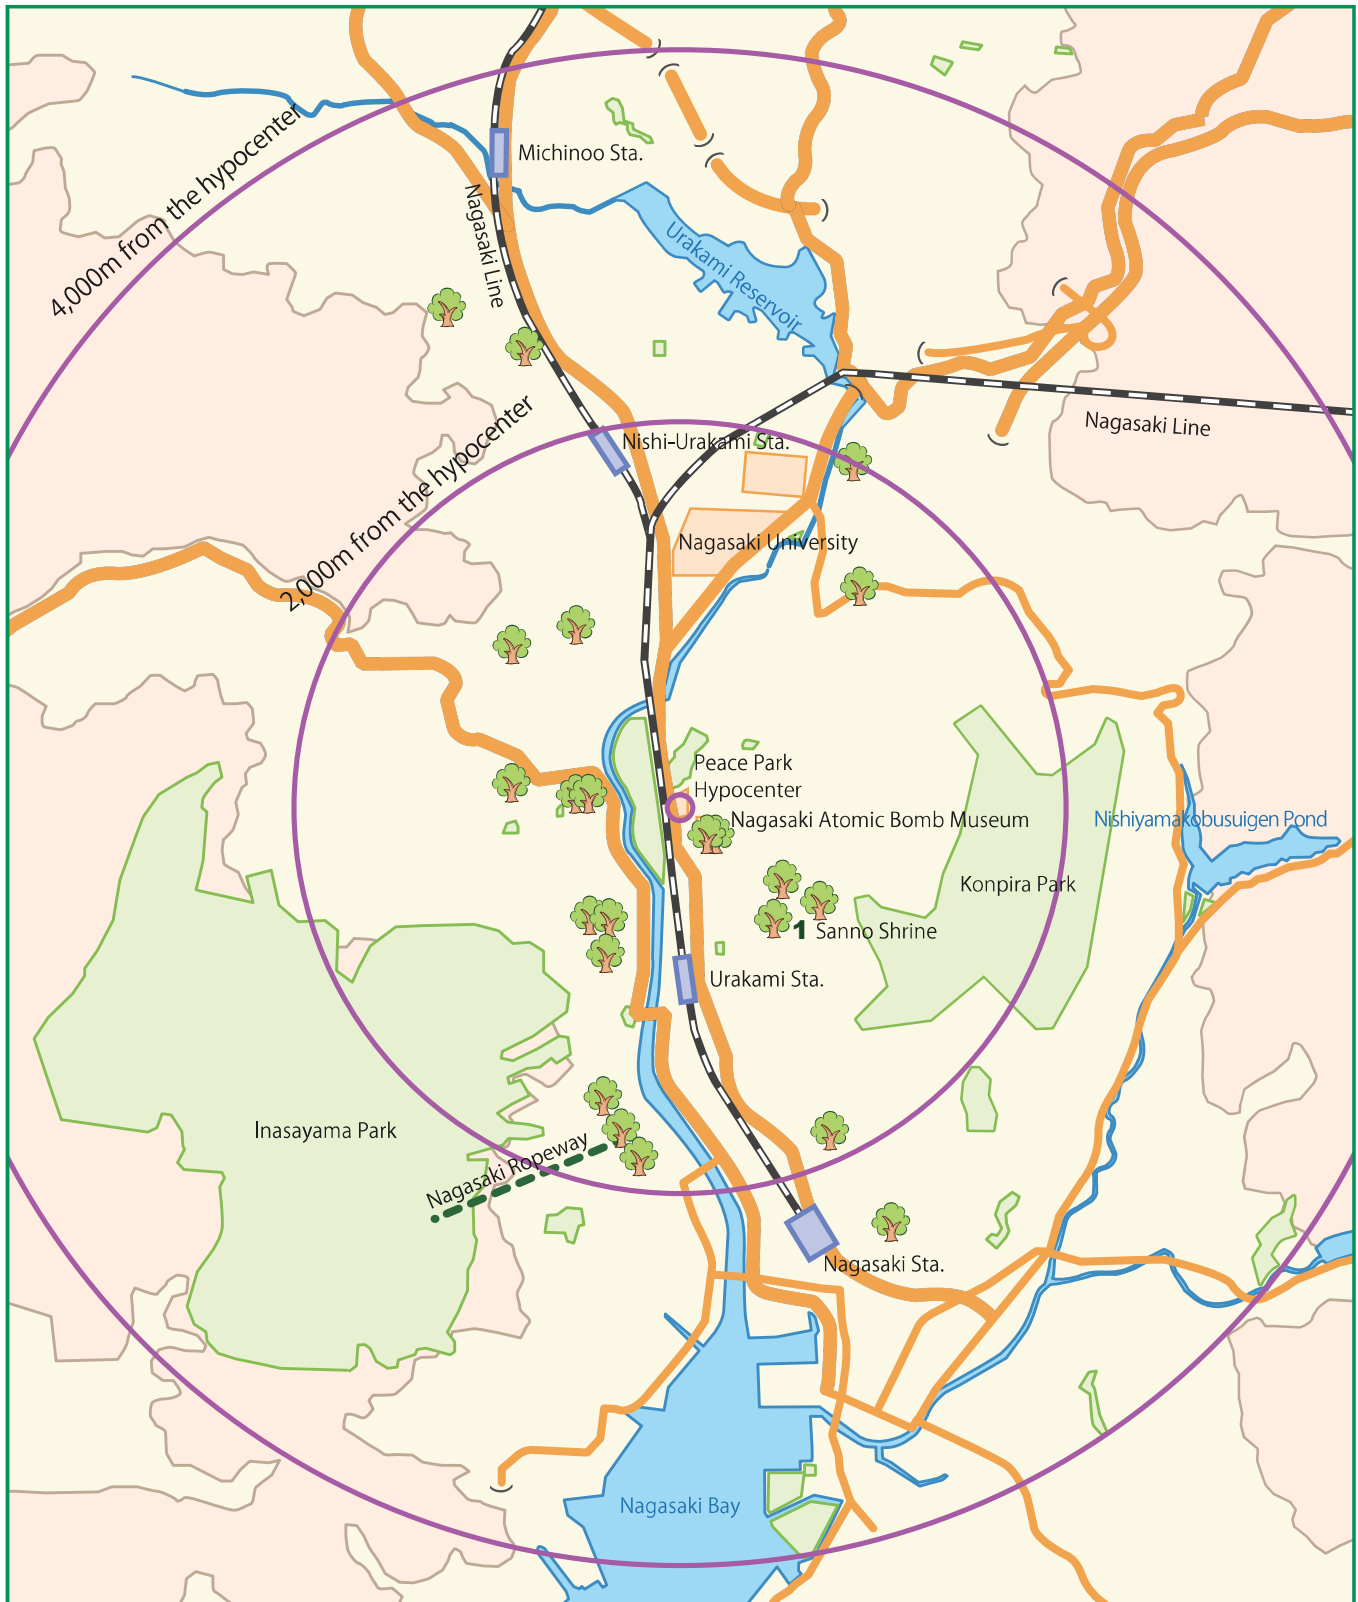 Michinoo Sta.
4,000m from the hypocenter
Nagasaki Line
Urakami Reservoir
2,000m from the hypocenter
Nagasaki Line
Nishi-Urakami Sta.
Nagasaki University
Peace Park
Hypocenter
Nagasaki Atomic Bomb Museum
Nishiyamakobusuigen Pond
Konpira Park
1 Sanno Shrine
Urakami Sta.
Inasayama Park
Nagasaki Ropeway
Nagasaki Sta.
Nagasaki Bay